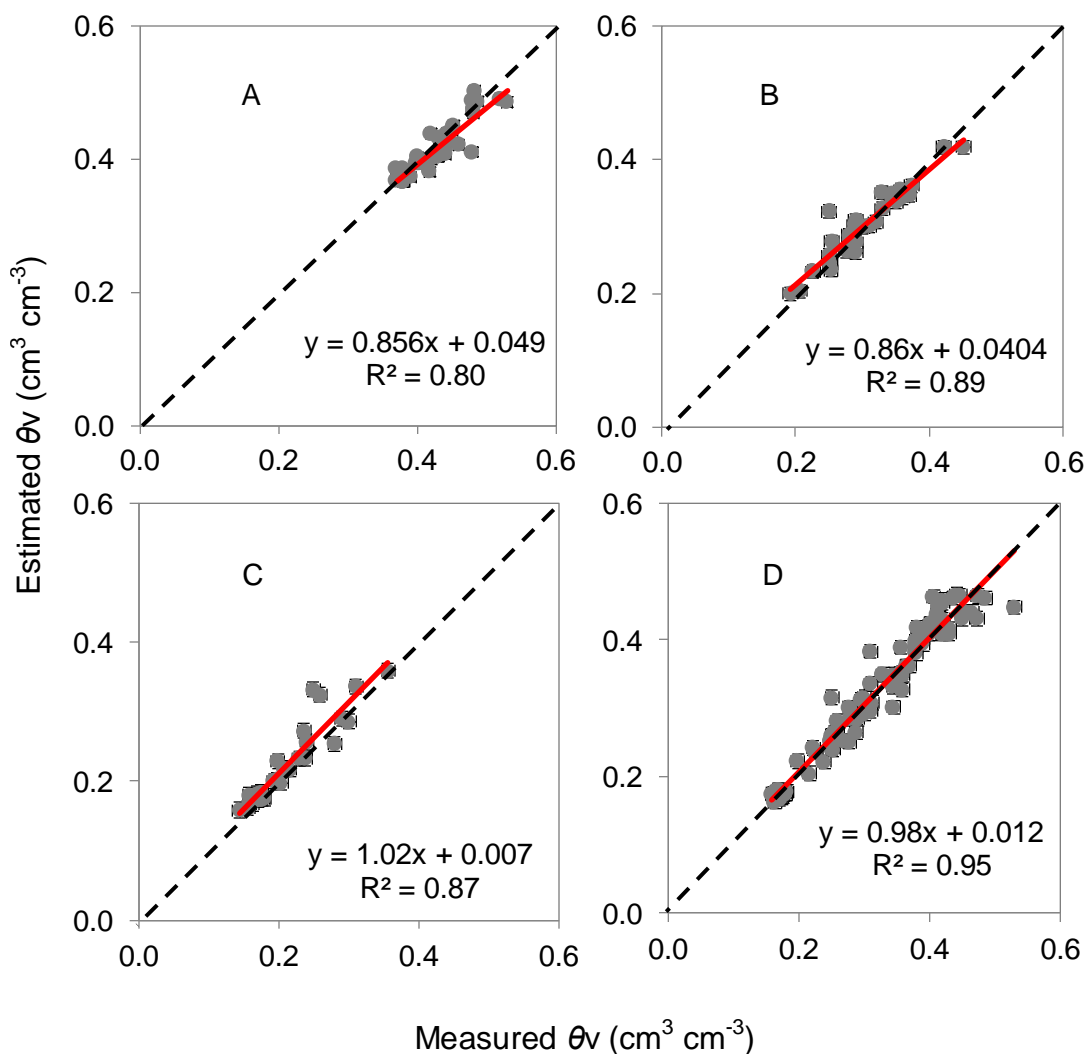 Estimated θv (cm³ cm⁻³)
0.6
0.4
0.2
0.0
A
y = 0.856x + 0.049
R² = 0.80
0.0 0.2 0.4 0.6
0.6
0.4
0.2
0.0
B
y = 0.86x + 0.0404
R² = 0.89
0.0 0.2 0.4 0.6
0.6
0.4
0.2
0.0
C
y = 1.02x + 0.007
R² = 0.87
0.0 0.2 0.4 0.6
0.6
0.4
0.2
0.0
D
y = 0.98x + 0.012
R² = 0.95
0.0 0.2 0.4 0.6
Measured θv (cm³ cm⁻³)